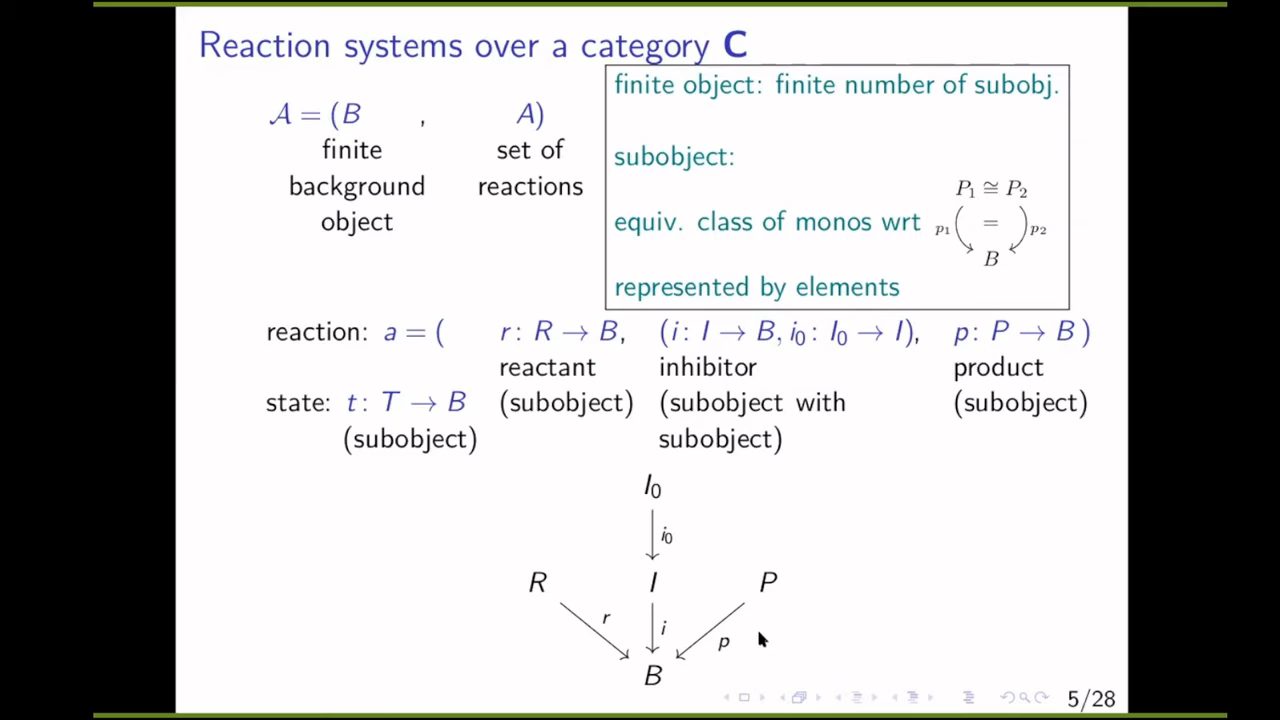 Reaction systems over a category C
𝒜 = (B , A)
finite set of
background reactions
object
finite object: finite number of subobj.
subobject:
P₁ ≅ P₂
equiv. class of monos wrt p₁ = p₂
B
represented by elements
reaction: a = ( r : R → B, (i : I → B, i₀ : I₀ → I), p : P → B )
reactant inhibitor product
state: t : T → B (subobject) (subobject with (subobject)
(subobject) subobject)
I₀
i₀
R I P
r i p
B
5/28